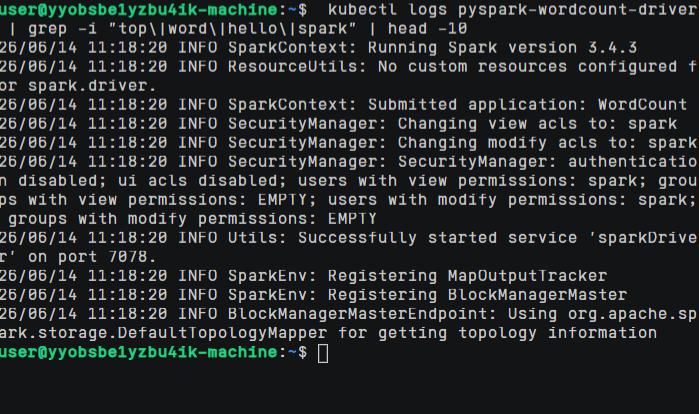 user@yyobsbe1yzbu4ik-machine:~$  kubectl logs pyspark-wordcount-driver
 | grep -i "top\|word\|hello\|spark" | head -10
26/06/14 11:18:20 INFO SparkContext: Running Spark version 3.4.3
26/06/14 11:18:20 INFO ResourceUtils: No custom resources configured f
or spark.driver.
26/06/14 11:18:20 INFO SparkContext: Submitted application: WordCount
26/06/14 11:18:20 INFO SecurityManager: Changing view acls to: spark
26/06/14 11:18:20 INFO SecurityManager: Changing modify acls to: spark
26/06/14 11:18:20 INFO SecurityManager: SecurityManager: authenticatio
n disabled; ui acls disabled; users with view permissions: spark; grou
ps with view permissions: EMPTY; users with modify permissions: spark;
 groups with modify permissions: EMPTY
26/06/14 11:18:20 INFO Utils: Successfully started service 'sparkDrive
r' on port 7078.
26/06/14 11:18:20 INFO SparkEnv: Registering MapOutputTracker
26/06/14 11:18:20 INFO SparkEnv: Registering BlockManagerMaster
26/06/14 11:18:20 INFO BlockManagerMasterEndpoint: Using org.apache.sp
ark.storage.DefaultTopologyMapper for getting topology information
user@yyobsbe1yzbu4ik-machine:~$